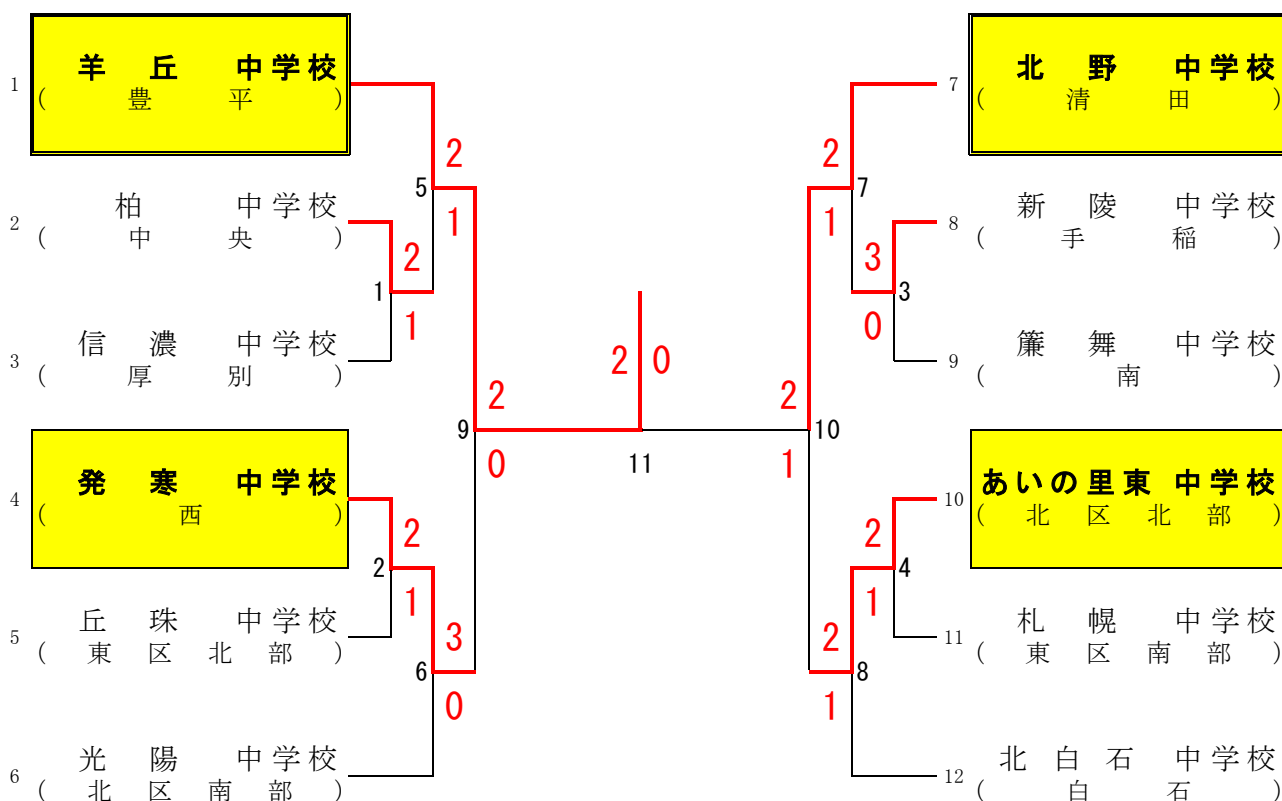 1 羊丘 中学校
(豊平)
2 柏 中学校
(中央)
3 信濃 中学校
(厚別)
4 発寒 中学校
(西)
5 丘珠 中学校
(東区北部)
6 光陽 中学校
(北区南部)
2
5
1
2
1
1
2
9
0
2
2
1
3
6
0
2 0
11
2
7
1
3
3
0
2
10
1
2
4
1
2
8
1
7 北野 中学校
(清田)
8 新陵 中学校
(手稲)
9 簾舞 中学校
(南)
10 あいの里東 中学校
(北区北部)
11 札幌 中学校
(東区南部)
12 北白石 中学校
(白石)